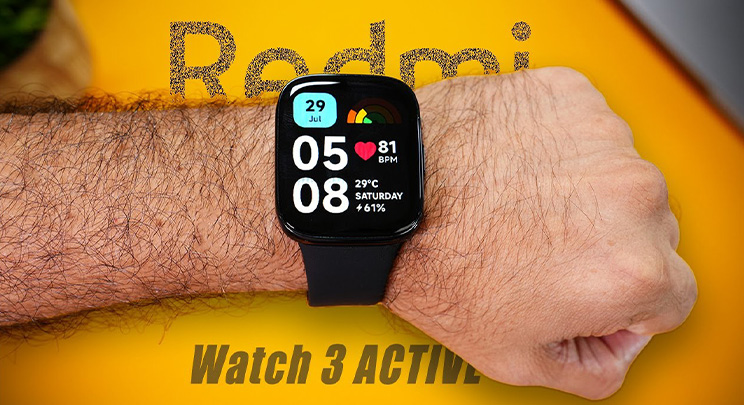 Redmi
29
Jul
05
81
BPM
08
29°C
SATURDAY
61%
Watch 3 ACTIVE